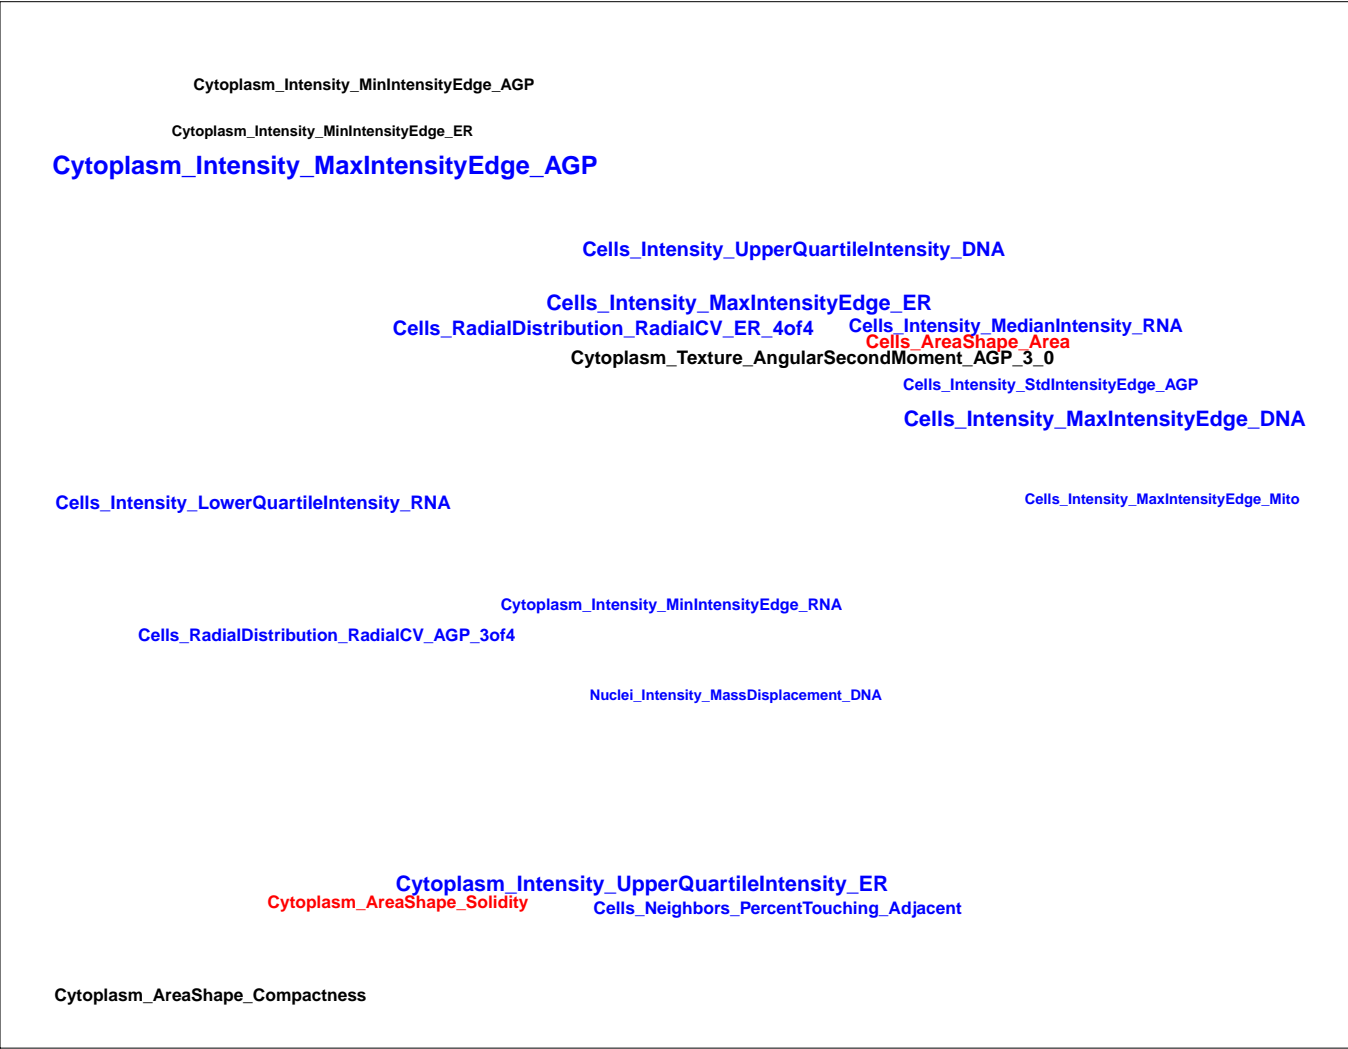 Cytoplasm_Intensity_MinIntensityEdge_AGP
Cytoplasm_Intensity_MinIntensityEdge_ER
Cytoplasm_Intensity_MaxIntensityEdge_AGP
Cells_Intensity_UpperQuartileIntensity_DNA
Cells_Intensity_MaxIntensityEdge_ER
Cells_RadialDistribution_RadialCV_ER_4of4
Cells_Intensity_MedianIntensity_RNA
Cells_AreaShape_Area
Cytoplasm_Texture_AngularSecondMoment_AGP_3_0
Cells_Intensity_StdIntensityEdge_AGP
Cells_Intensity_MaxIntensityEdge_DNA
Cells_Intensity_LowerQuartileIntensity_RNA
Cells_Intensity_MaxIntensityEdge_Mito
Cytoplasm_Intensity_MinIntensityEdge_RNA
Cells_RadialDistribution_RadialCV_AGP_3of4
Nuclei_Intensity_MassDisplacement_DNA
Cytoplasm_Intensity_UpperQuartileIntensity_ER
Cytoplasm_AreaShape_Solidity
Cells_Neighbors_PercentTouching_Adjacent
Cytoplasm_AreaShape_Compactness